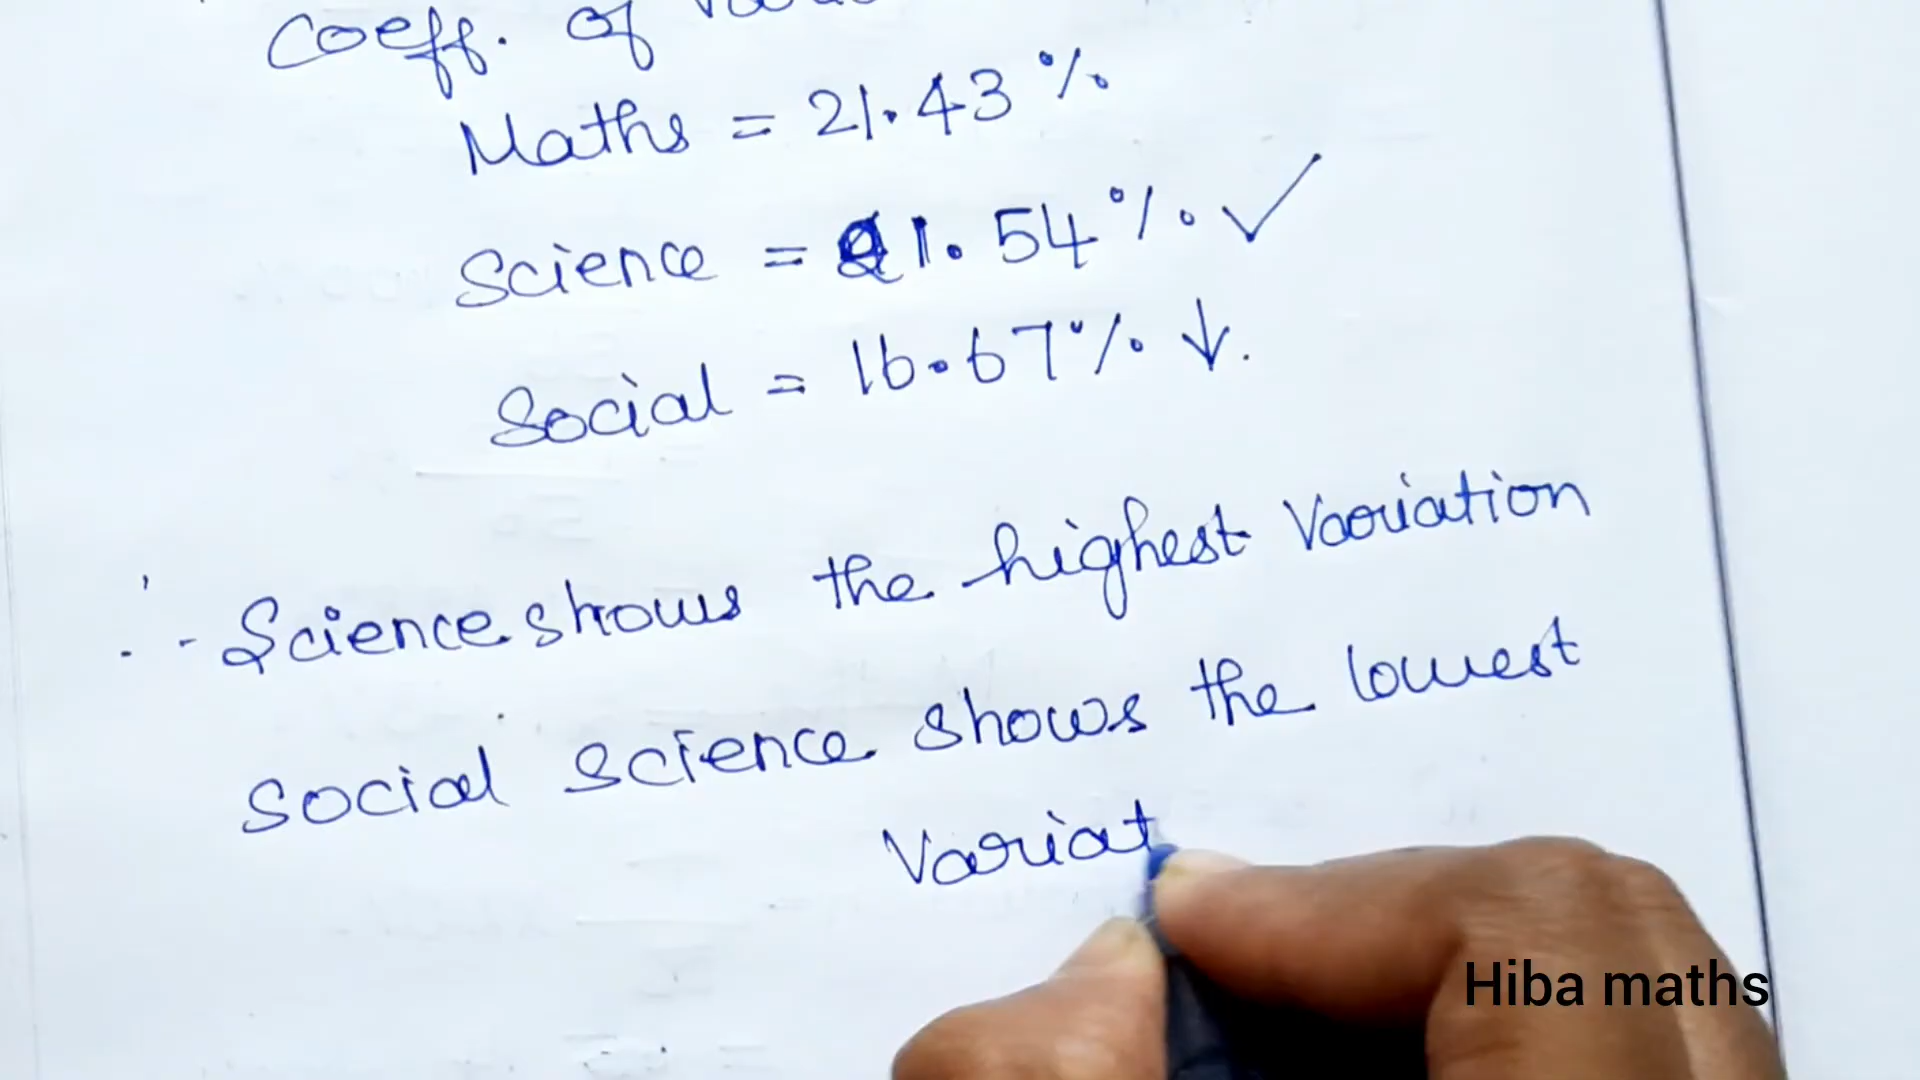 Coeff. of
Maths = 21.43%
Science = 21.54% ✓
Social = 16.67% ↓.
∴ Science shows the highest Variation
Social Science shows the lowest
Variat
Hiba maths